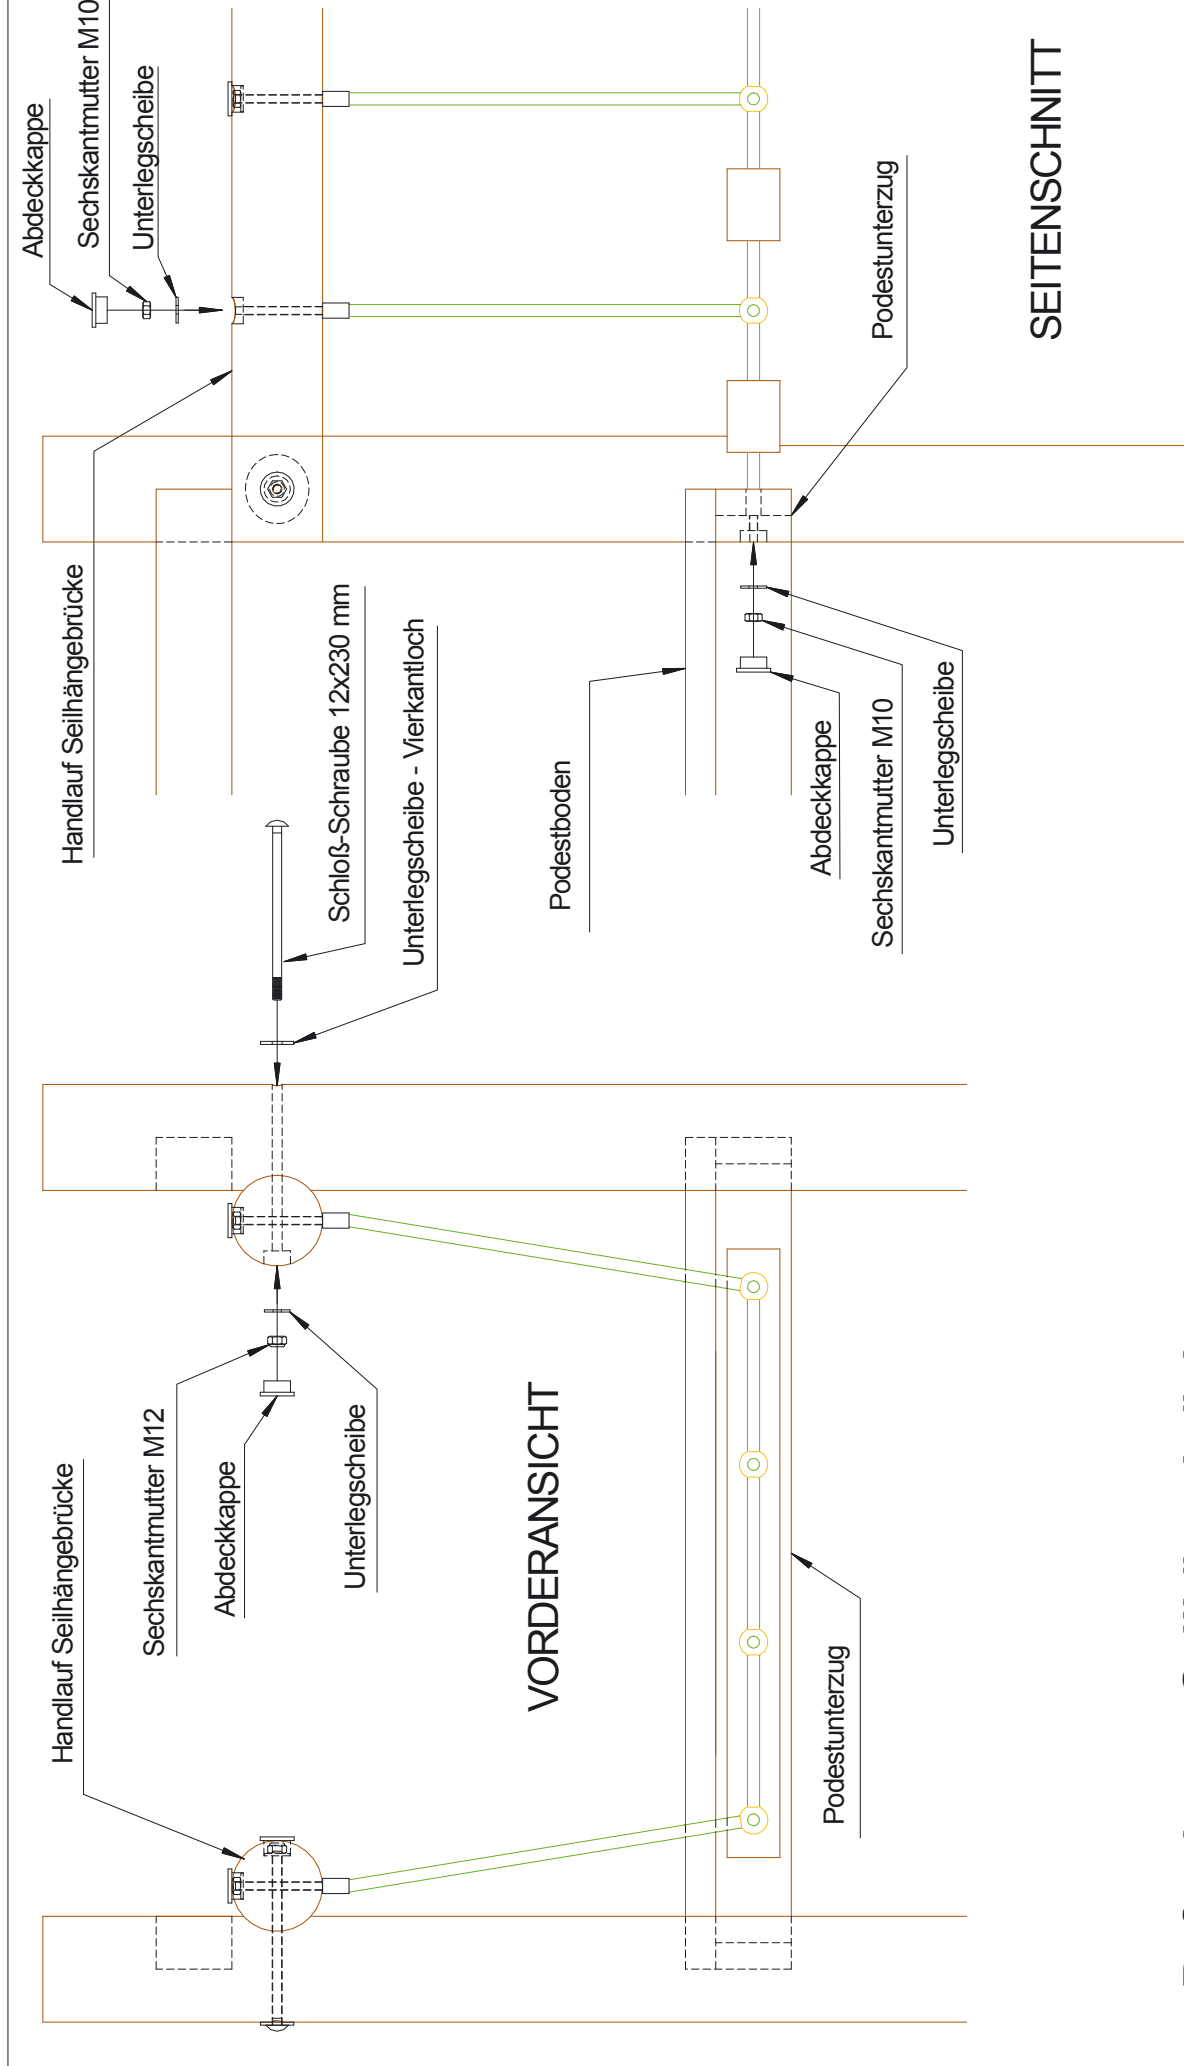 Handlauf Seilhängebrücke
Sechskantmutter M12
Abdeckkappe
Unterlegscheibe
VORDERANSICHT
Podestunterzug
Handlauf Seilhängebrücke
Schloß-Schraube 12x230 mm
Unterlegscheibe - Vierkantloch
Abdeckkappe
Sechskantmutter M10
Unterlegscheibe
Podestboden
Abdeckkappe
Sechskantmutter M10
Unterlegscheibe
Podestunterzug
SEITENSCHNITT